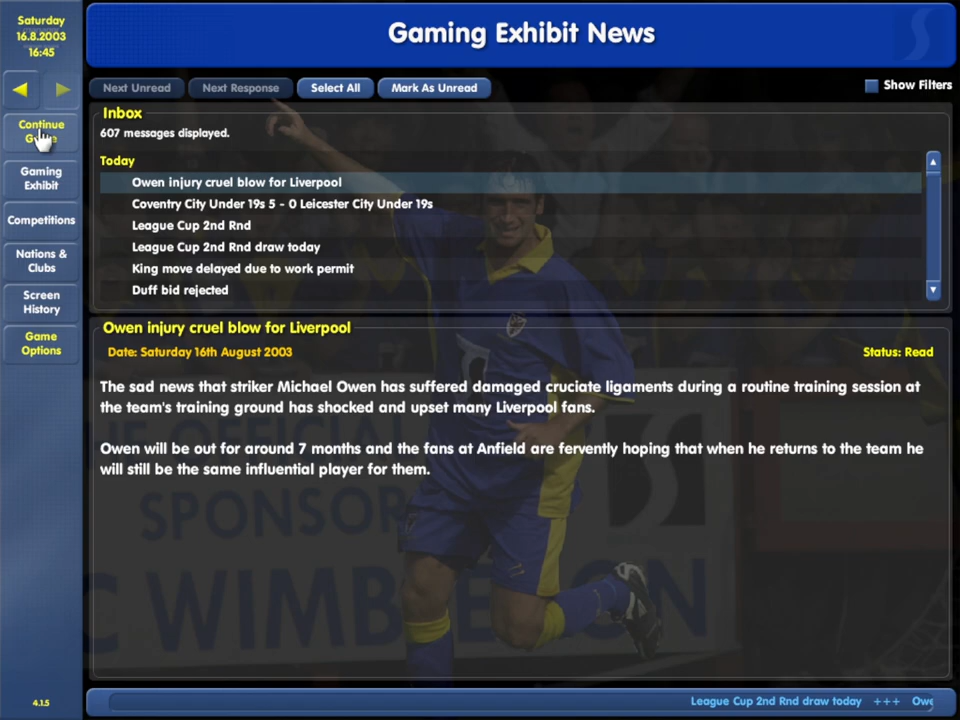 Saturday
16.8.2003
16:45
Gaming Exhibit News
Next Unread
Next Response
Select All
Mark As Unread
Show Filters
Continue
Gaming
Exhibit
Competitions
Nations &
Clubs
Screen
History
Game
Options
4.1.5
Inbox
607 messages displayed.
Today
Owen injury cruel blow for Liverpool
Coventry City Under 19s 5 - 0 Leicester City Under 19s
League Cup 2nd Rnd
League Cup 2nd Rnd draw today
King move delayed due to work permit
Duff bid rejected
Owen injury cruel blow for Liverpool
Date: Saturday 16th August 2003
Status: Read
The sad news that striker Michael Owen has suffered damaged cruciate ligaments during a routine training session at
the team's training ground has shocked and upset many Liverpool fans.
Owen will be out for around 7 months and the fans at Anfield are fervently hoping that when he returns to the team he
will still be the same influential player for them.
OFFICIAL
SPONSOR
C WIMB
League Cup 2nd Rnd draw today +++ Owe